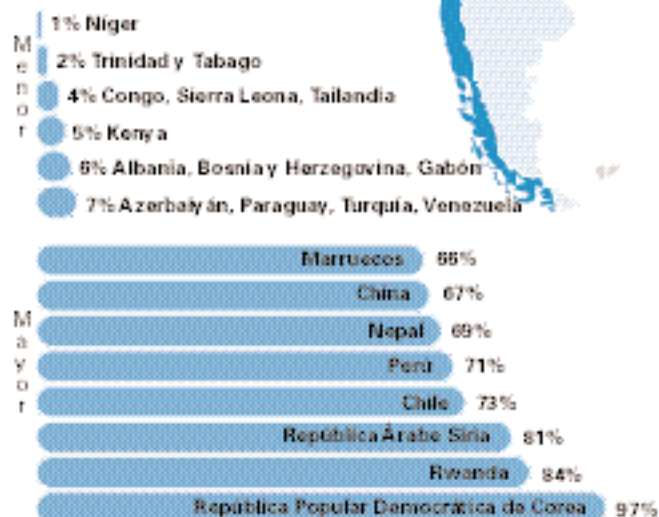 Menor
1% Níger
2% Trinidad y Tabago
4% Congo, Sierra Leona, Tailandia
5% Kenya
6% Albania, Bosnia y Herzegovina, Gabón
7% Azerbaiyán, Paraguay, Turquía, Venezuela
Mayor
Marruecos 66%
China 67%
Nepal 69%
Perú 71%
Chile 73%
República Árabe Siria 81%
Rwanda 84%
República Popular Democrática de Corea 97%